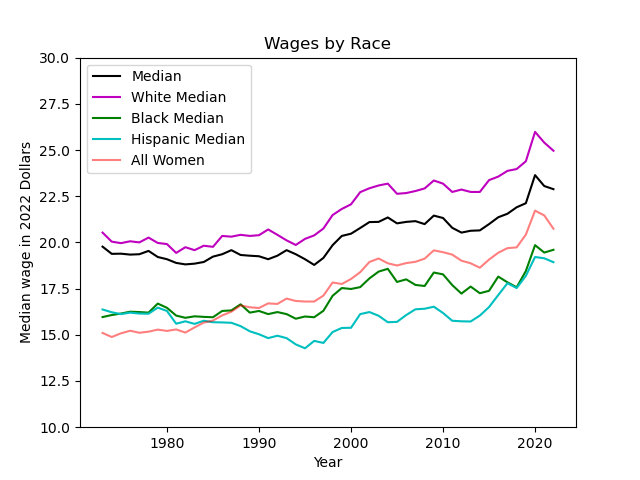 Wages by Race
Median wage in 2022 Dollars
30.0
27.5
25.0
22.5
20.0
17.5
15.0
12.5
10.0
Median
White Median
Black Median
Hispanic Median
All Women
1980
1990
2000
2010
2020
Year